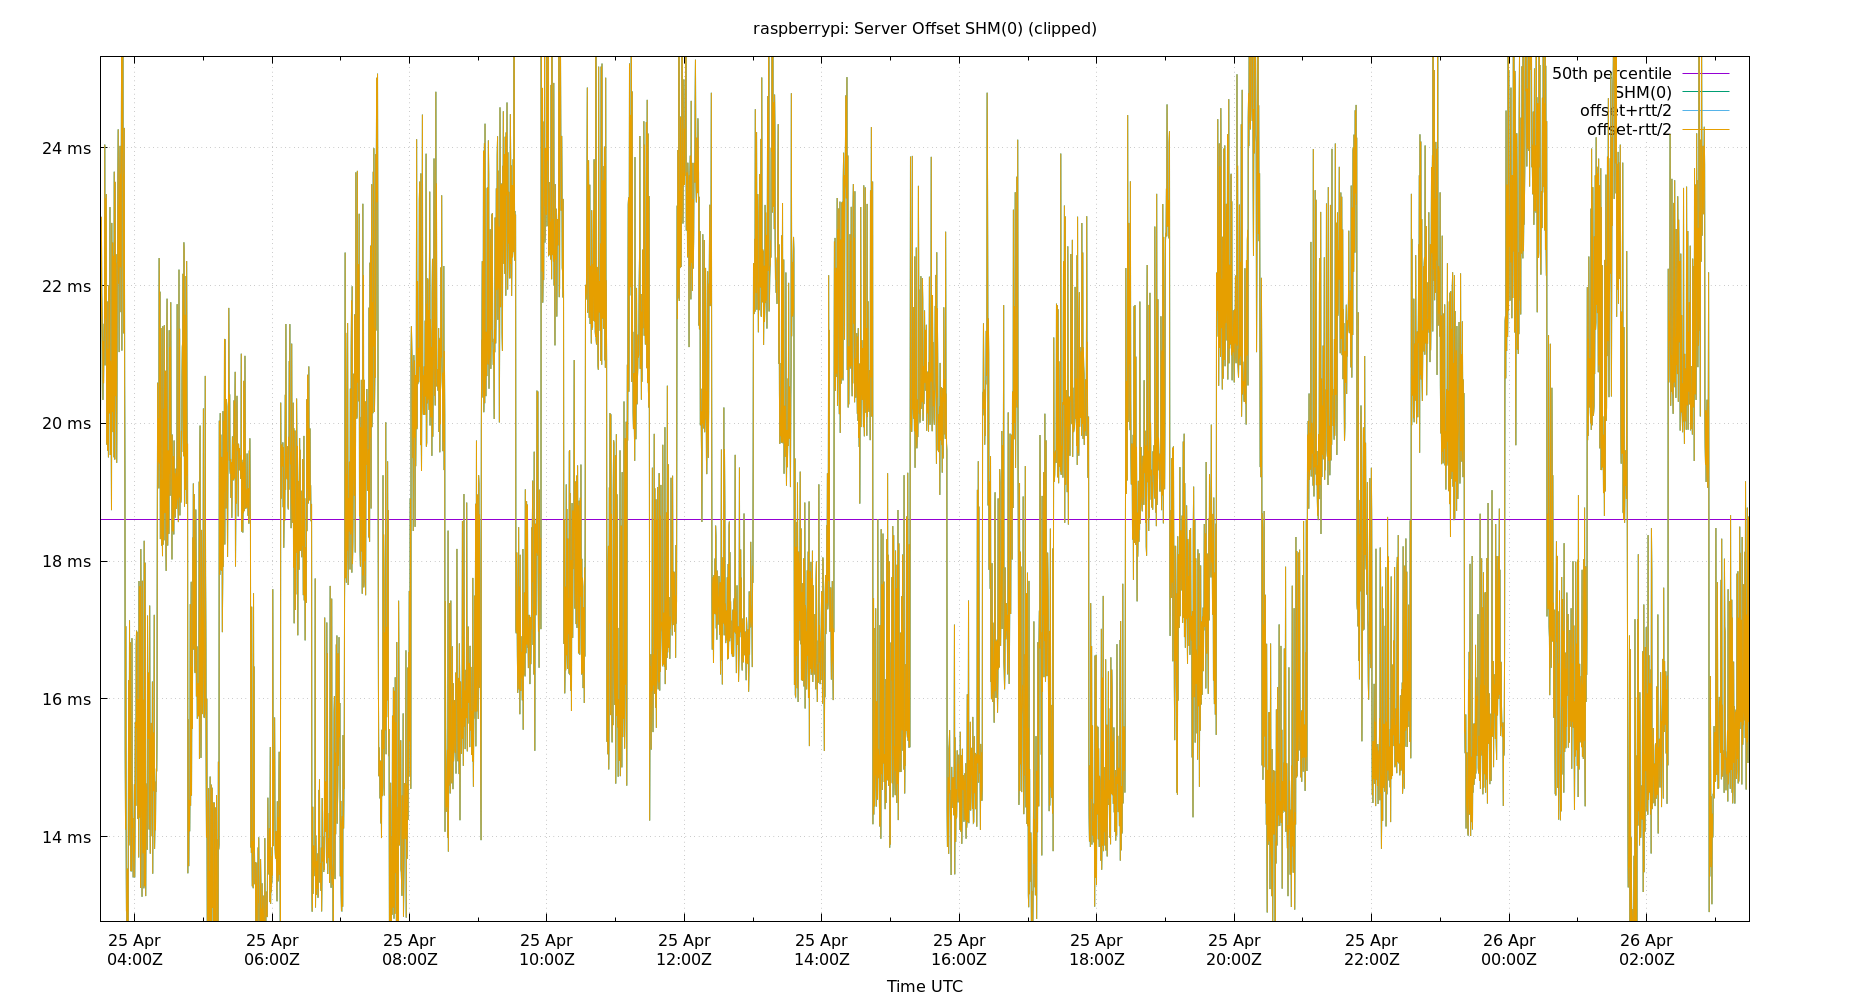 raspberrypi: Server Offset SHM(0) (clipped)
50th percentile
SHM(0)
offset+rtt/2
offset-rtt/2
24 ms
22 ms
20 ms
18 ms
16 ms
14 ms
25 Apr 25 Apr 25 Apr 25 Apr 25 Apr 25 Apr 25 Apr 25 Apr 25 Apr 25 Apr 26 Apr 26 Apr
04:00Z 06:00Z 08:00Z 10:00Z 12:00Z 14:00Z 16:00Z 18:00Z 20:00Z 22:00Z 00:00Z 02:00Z
Time UTC